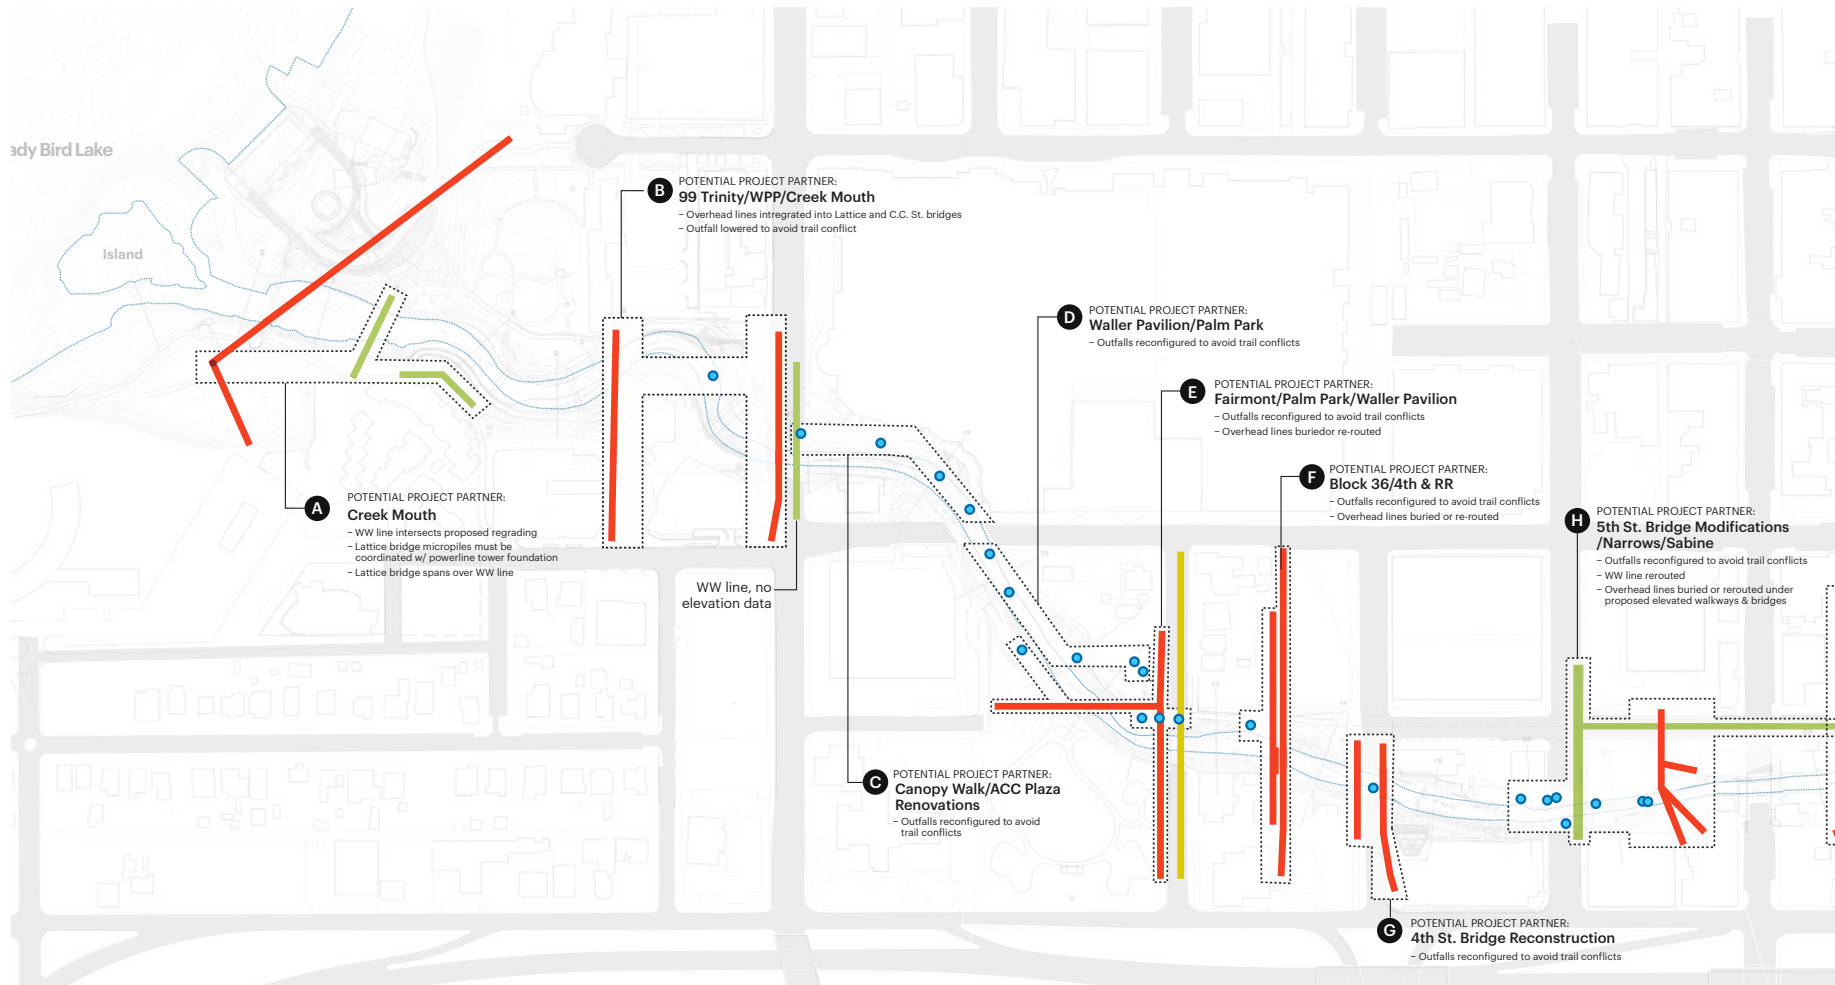 ady Bird Lake
Island
B
POTENTIAL PROJECT PARTNER:
99 Trinity/WPP/Creek Mouth
– Overhead lines intregrated into Lattice and C.C. St. bridges
– Outfall lowered to avoid trail conflict
D
POTENTIAL PROJECT PARTNER:
Waller Pavilion/Palm Park
– Outfalls reconfigured to avoid trail conflicts
E
POTENTIAL PROJECT PARTNER:
Fairmont/Palm Park/Waller Pavilion
– Outfalls reconfigured to avoid trail conflicts
– Overhead lines buriedor re-routed
F
POTENTIAL PROJECT PARTNER:
Block 36/4th & RR
– Outfalls reconfigured to avoid trail conflicts
– Overhead lines buried or re-routed
A
POTENTIAL PROJECT PARTNER:
Creek Mouth
– WW line intersects proposed regrading
– Lattice bridge micropiles must be
coordinated w/ powerline tower foundation
– Lattice bridge spans over WW line
H
POTENTIAL PROJECT PARTNER:
5th St. Bridge Modifications
/Narrows/Sabine
– Outfalls reconfigured to avoid trail conflicts
– WW line rerouted
– Overhead lines buried or rerouted under
proposed elevated walkways & bridges
WW line, no
elevation data
C
POTENTIAL PROJECT PARTNER:
Canopy Walk/ACC Plaza
Renovations
– Outfalls reconfigured to avoid
trail conflicts
G
POTENTIAL PROJECT PARTNER:
4th St. Bridge Reconstruction
– Outfalls reconfigured to avoid trail conflicts